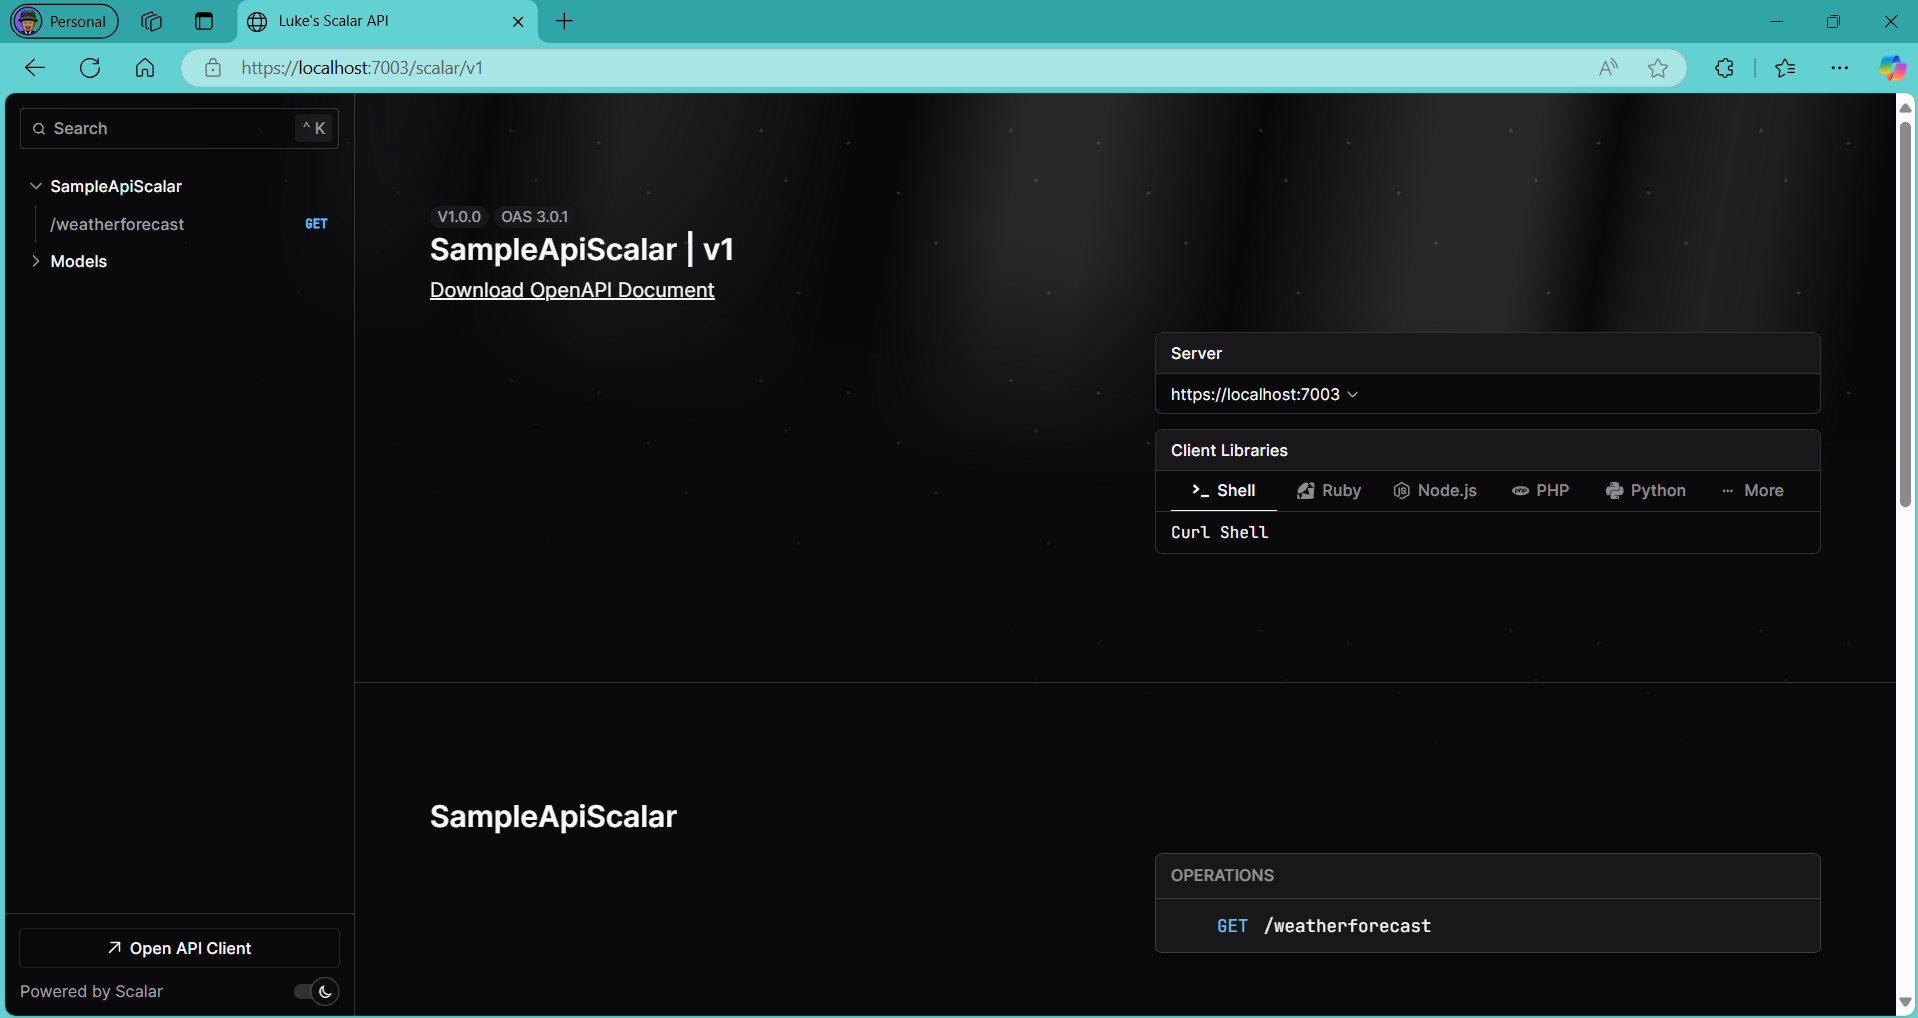 Personal
Luke's Scalar API
https://localhost:7003/scalar/v1
Search
^ K
SampleApiScalar
/weatherforecast GET
Models
V1.0.0 OAS 3.0.1
SampleApiScalar | v1
Download OpenAPI Document
Server
https://localhost:7003
Client Libraries
Shell Ruby Node.js PHP Python More
Curl Shell
SampleApiScalar
OPERATIONS
GET /weatherforecast
Open API Client
Powered by Scalar